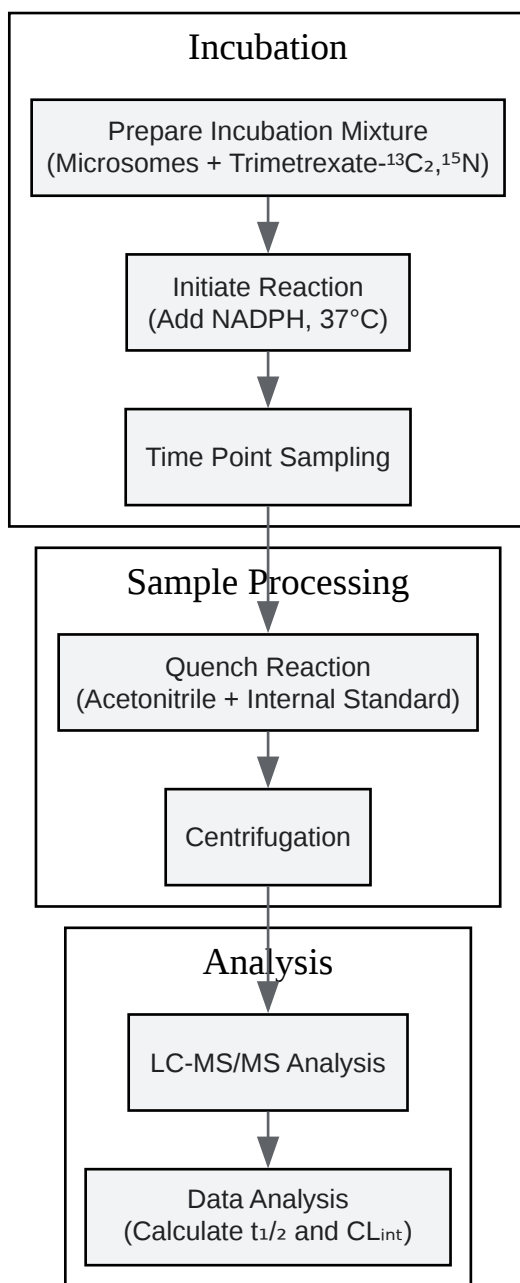 Incubation
Prepare Incubation Mixture
(Microsomes + Trimetrexate-¹³C₂,¹⁵N)
Initiate Reaction
(Add NADPH, 37°C)
Time Point Sampling
Sample Processing
Quench Reaction
(Acetonitrile + Internal Standard)
Centrifugation
Analysis
LC-MS/MS Analysis
Data Analysis
(Calculate t₁/₂ and CLᵢₙₜ)